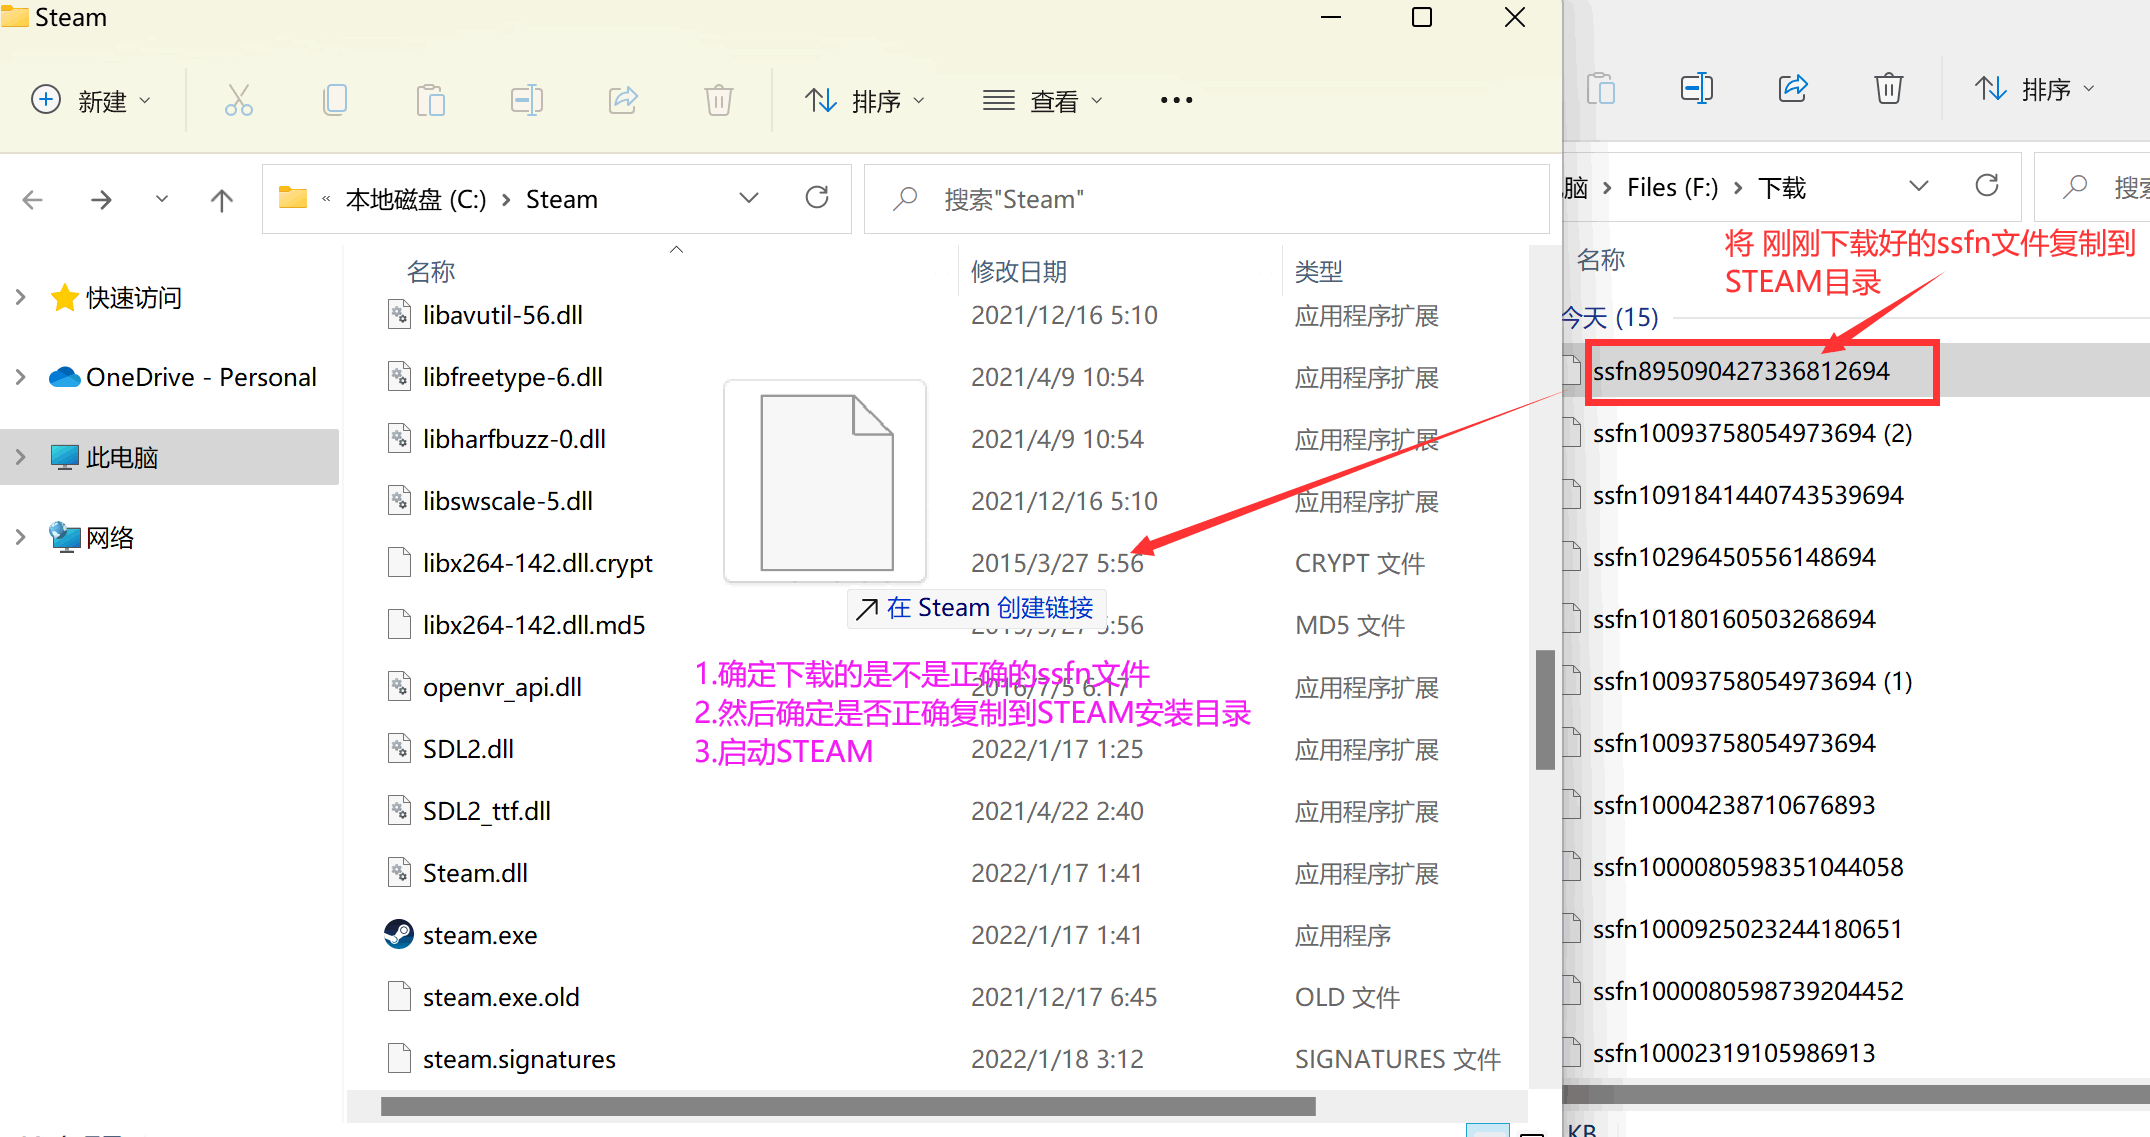 Steam
新建
排序
查看
排序
« 本地磁盘 (C:) › Steam
搜索"Steam"
脑 › Files (F:) › 下载
将 刚刚下载好的ssfn文件复制到
STEAM目录
名称 修改日期 类型
名称
快速访问
OneDrive - Personal
此电脑
网络
libavutil-56.dll 2021/12/16 5:10 应用程序扩展
libfreetype-6.dll 2021/4/9 10:54 应用程序扩展
libharfbuzz-0.dll 2021/4/9 10:54 应用程序扩展
libswscale-5.dll 2021/12/16 5:10 应用程序扩展
libx264-142.dll.crypt 2015/3/27 5:56 CRYPT 文件
在 Steam 创建链接
libx264-142.dll.md5 2015/3/27 5:56 MD5 文件
openvr_api.dll 2016/7/5 6:17 应用程序扩展
1.确定下载的是不是正确的ssfn文件
2.然后确定是否正确复制到STEAM安装目录
3.启动STEAM
SDL2.dll 2022/1/17 1:25 应用程序扩展
SDL2_ttf.dll 2021/4/22 2:40 应用程序扩展
Steam.dll 2022/1/17 1:41 应用程序扩展
steam.exe 2022/1/17 1:41 应用程序
steam.exe.old 2021/12/17 6:45 OLD 文件
steam.signatures 2022/1/18 3:12 SIGNATURES 文件
今天 (15)
ssfn895090427336812694
ssfn10093758054973694 (2)
ssfn1091841440743539694
ssfn10296450556148694
ssfn10180160503268694
ssfn10093758054973694 (1)
ssfn10093758054973694
ssfn10004238710676893
ssfn1000080598351044058
ssfn1000925023244180651
ssfn1000080598739204452
ssfn10002319105986913
KB